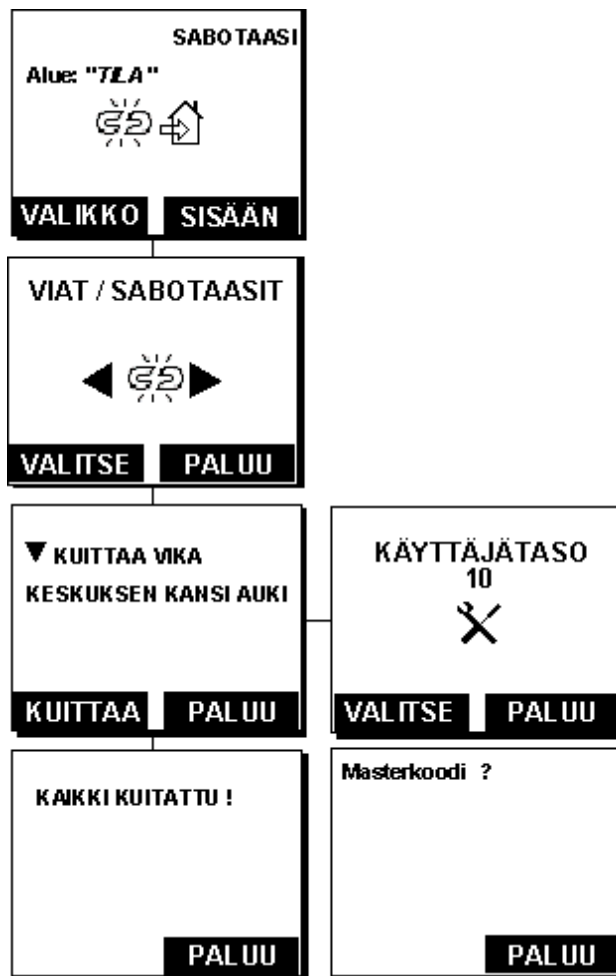 SABOTAASI
Alue: "TILA"
VALIKKO SISÄÄN
VIAT / SABOTAASIT
VALITSE PALUU
KUITTAA VIKA
KESKUKSEN KANSI AUKI
KUITTAA PALUU
KÄYTTÄJÄTASO
10
VALITSE PALUU
KAIKKI KUITATTU !
PALUU
Masterkoodi ?
PALUU